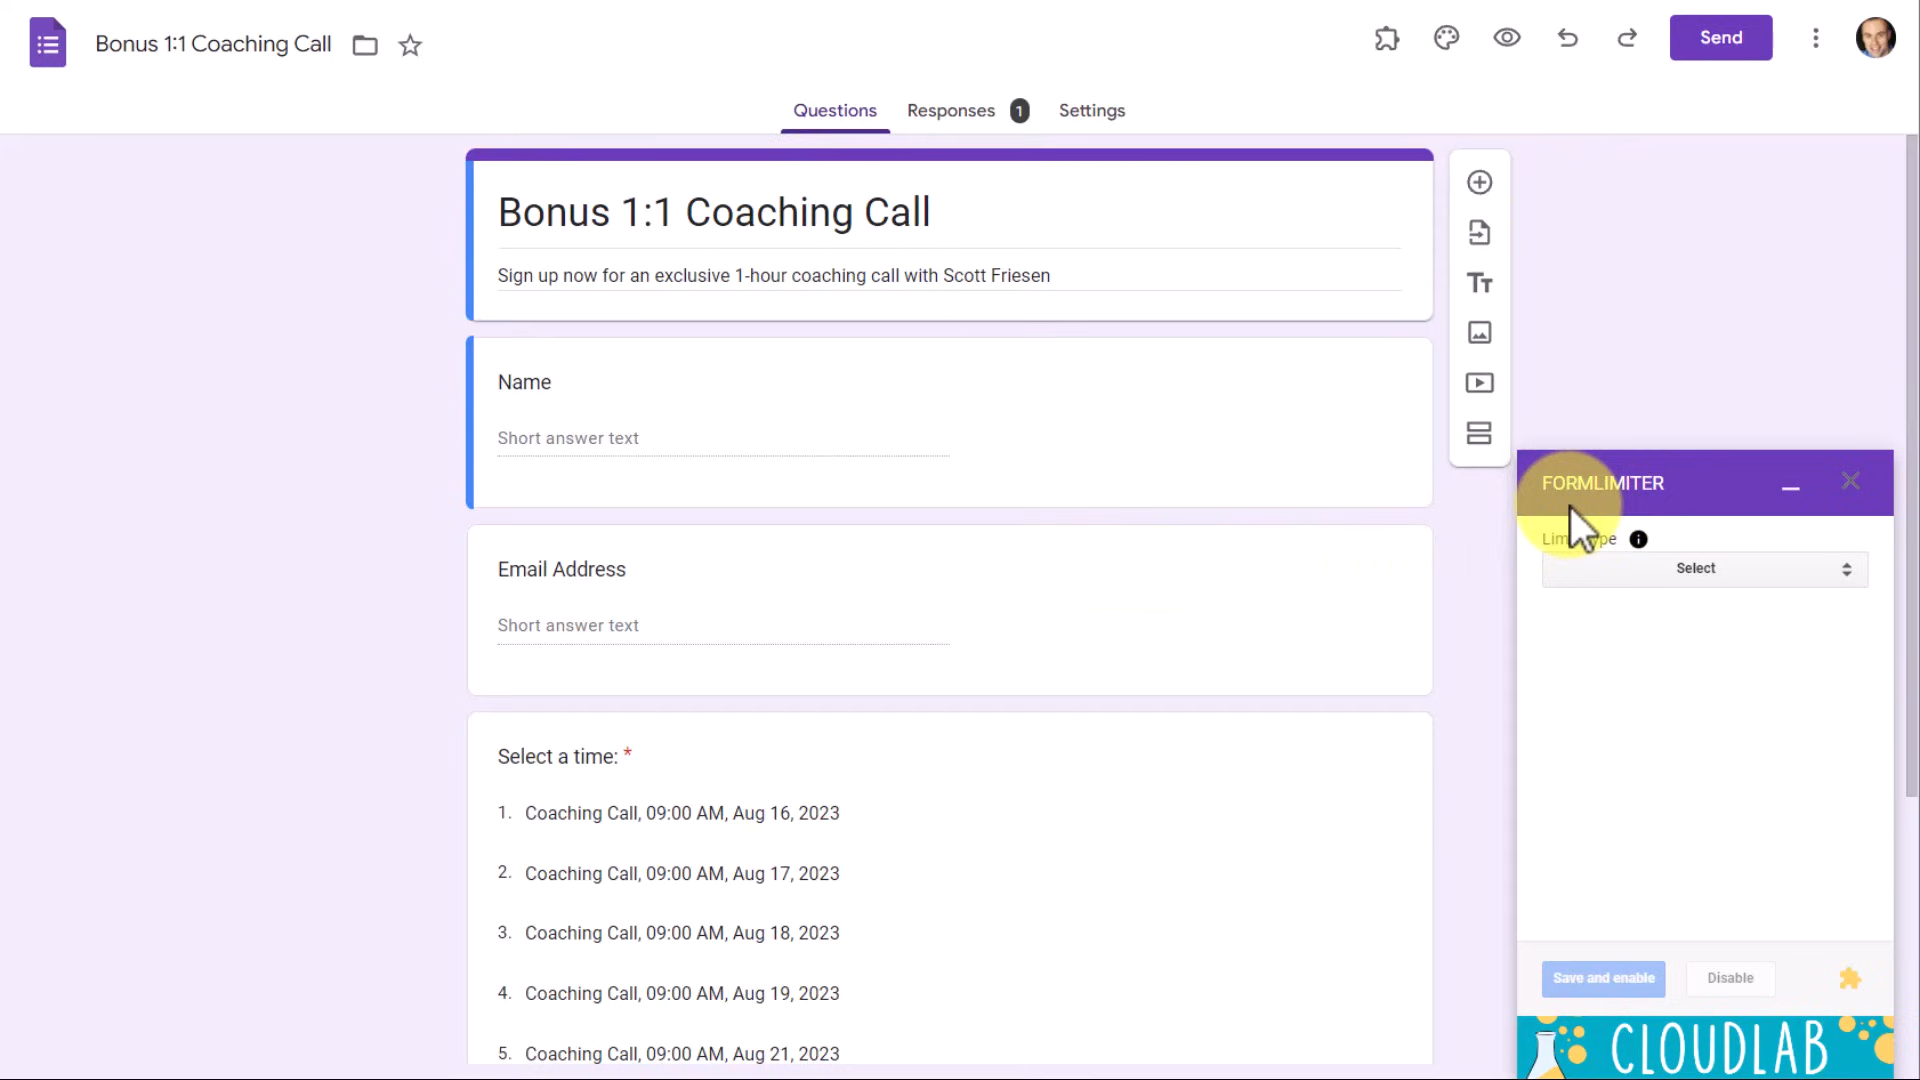 Bonus 1:1 Coaching Call
Send
Questions
Responses 1
Settings
Bonus 1:1 Coaching Call
Sign up now for an exclusive 1-hour coaching call with Scott Friesen
Name
Short answer text
Email Address
Short answer text
Select a time: *
1. Coaching Call, 09:00 AM, Aug 16, 2023
2. Coaching Call, 09:00 AM, Aug 17, 2023
3. Coaching Call, 09:00 AM, Aug 18, 2023
4. Coaching Call, 09:00 AM, Aug 19, 2023
5. Coaching Call, 09:00 AM, Aug 21, 2023
Tт
FORMLIMITER
Select
Save and enable
Disable
CLOUDLAB